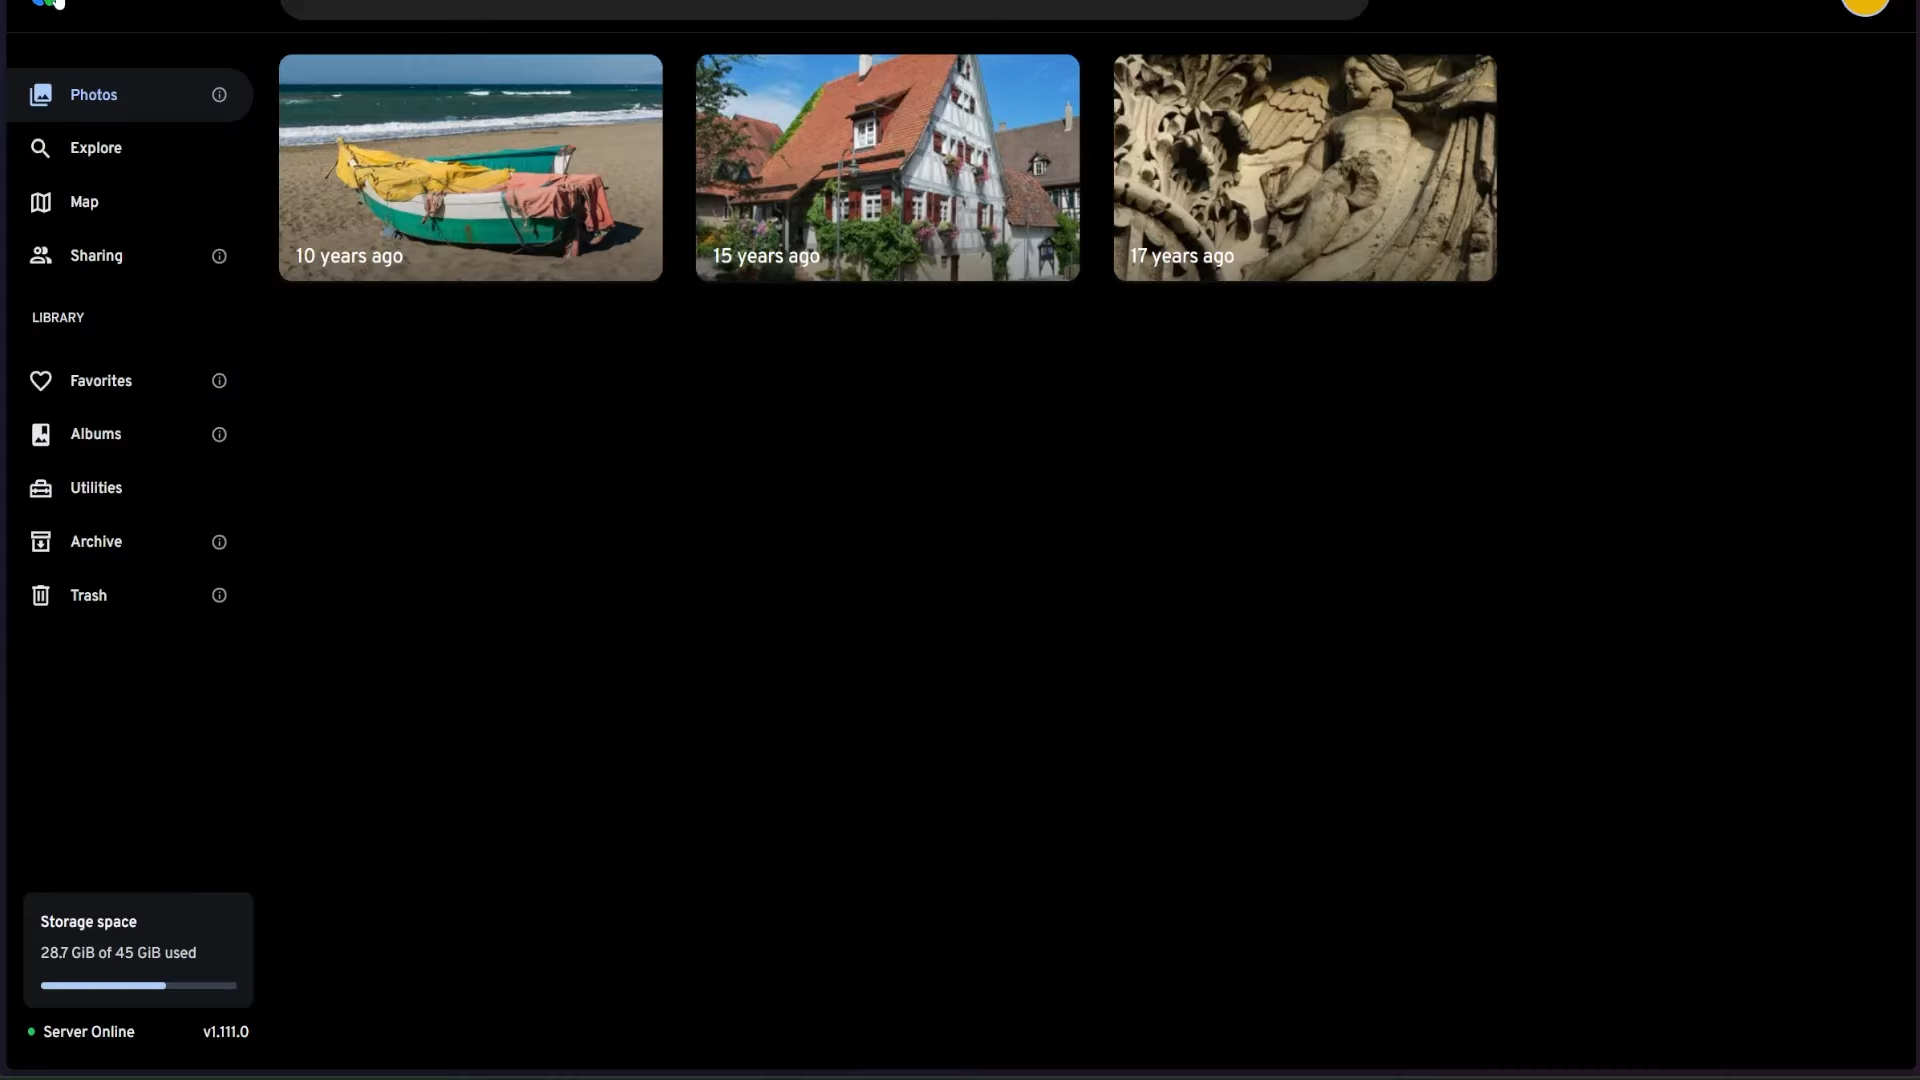 Photos
Explore
Map
Sharing
LIBRARY
Favorites
Albums
Utilities
Archive
Trash
10 years ago
15 years ago
17 years ago
Storage space
28.7 GiB of 45 GiB used
Server Online
v1.111.0